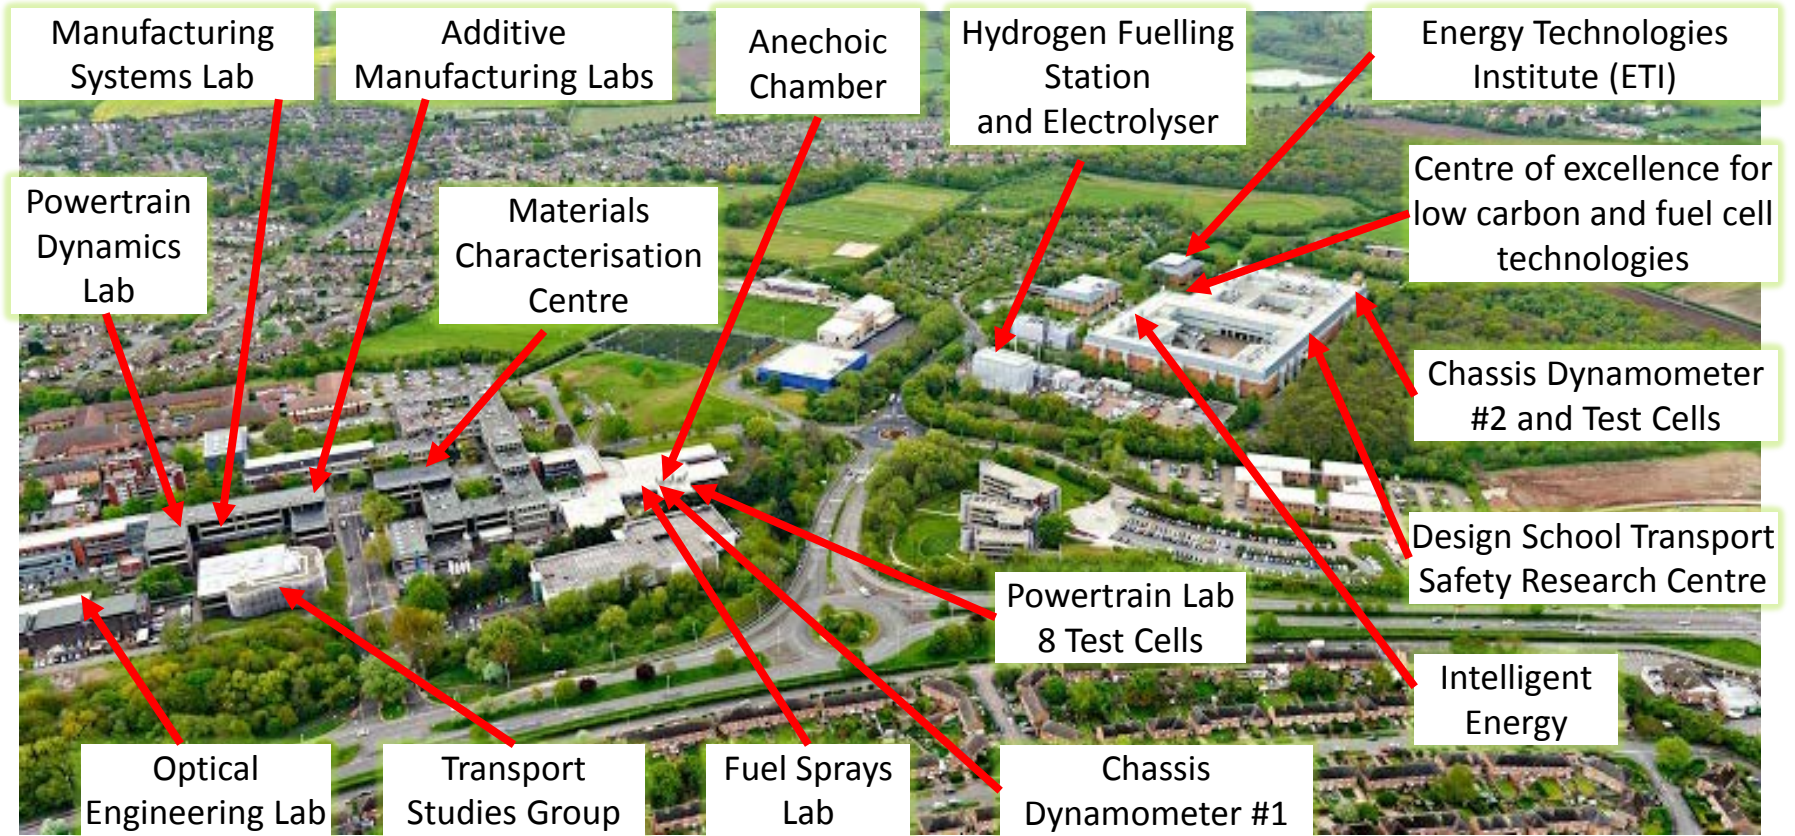 Manufacturing
Systems Lab
Additive
Manufacturing Labs
Anechoic
Chamber
Hydrogen Fuelling
Station
and Electrolyser
Energy Technologies
Institute (ETI)
Powertrain
Dynamics
Lab
Materials
Characterisation
Centre
Centre of excellence for
low carbon and fuel cell
technologies
Chassis Dynamometer
#2 and Test Cells
Design School Transport
Safety Research Centre
Powertrain Lab
8 Test Cells
Intelligent
Energy
Optical
Engineering Lab
Transport
Studies Group
Fuel Sprays
Lab
Chassis
Dynamometer #1